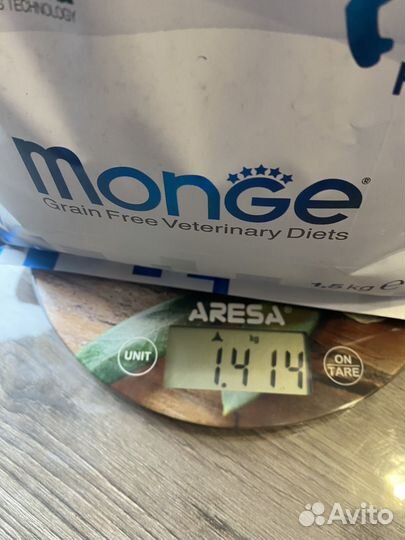 TECHNOLOGY
monge®
Grain Free Veterinary Diets
1.5 kg e
ARESA®
UNIT
kg
1.414
ON
TARE
Avito